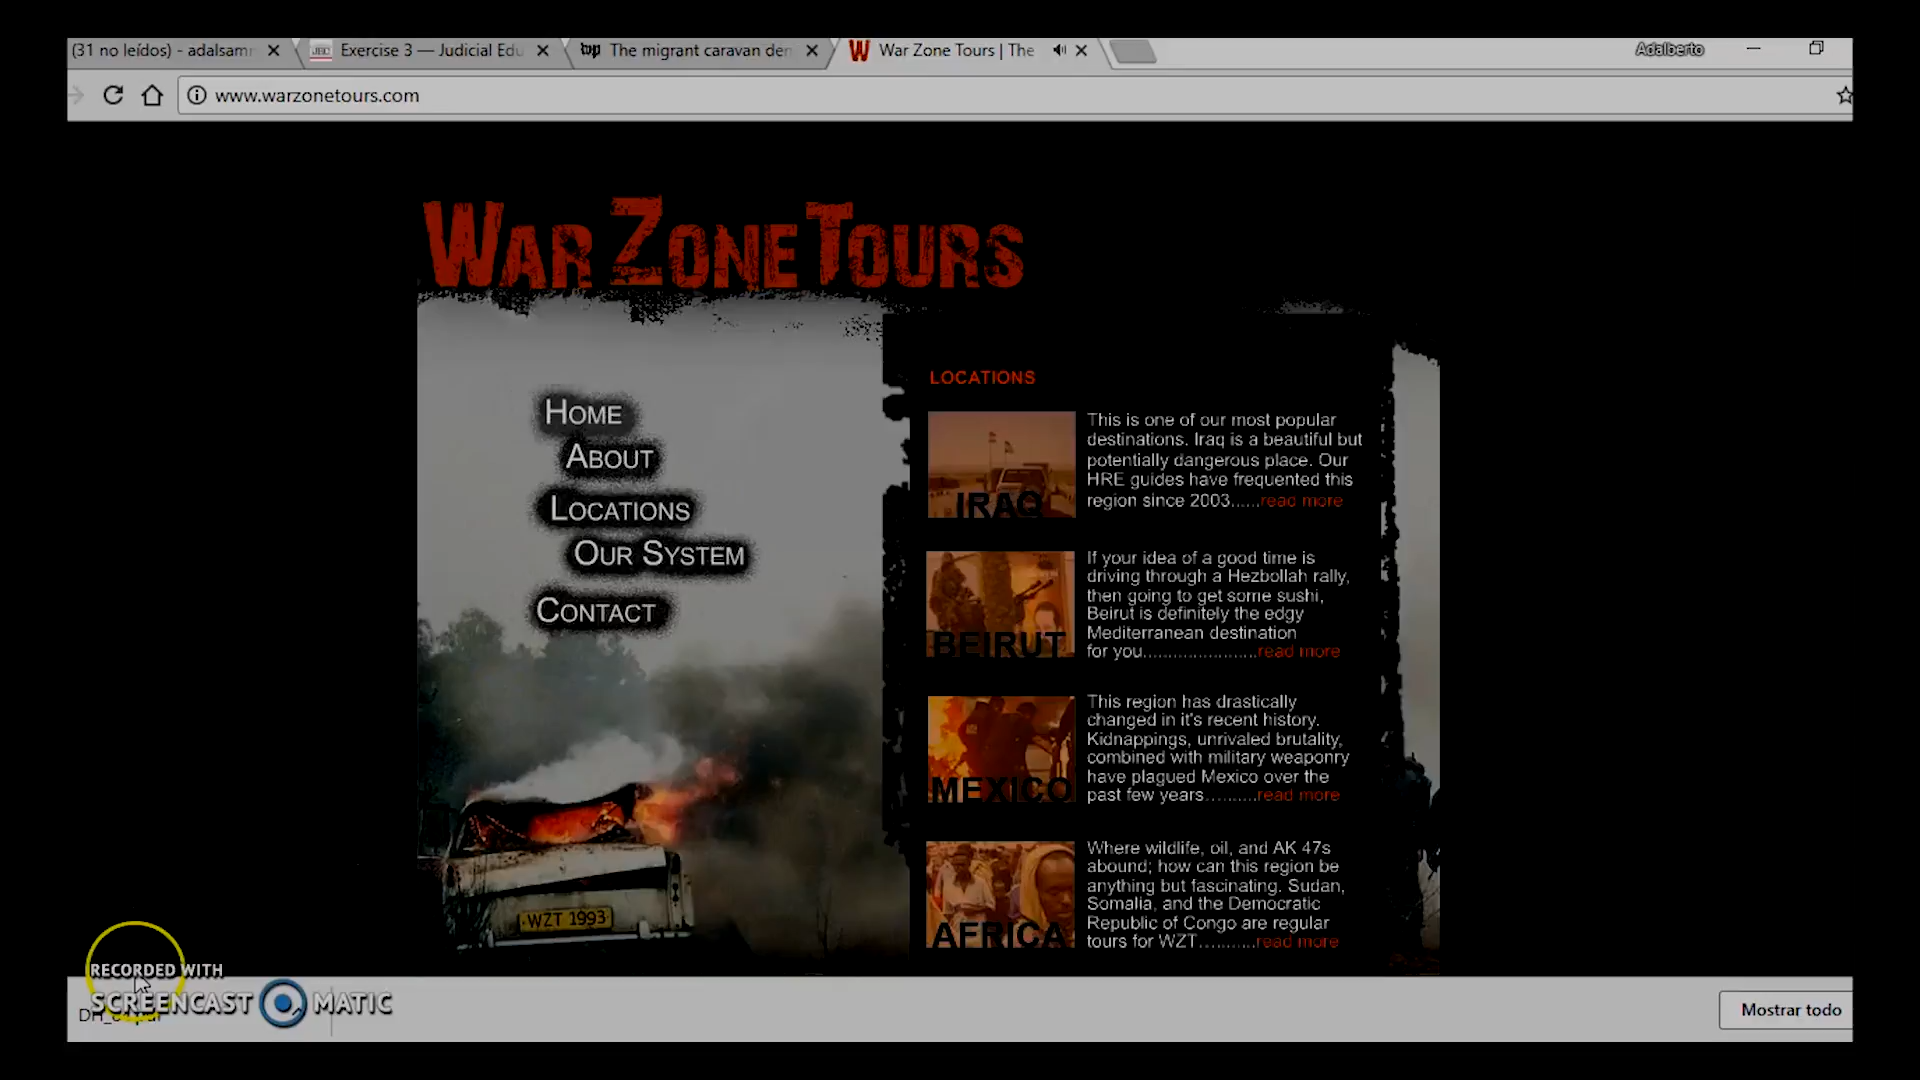 (31 no leídos) - adalsam
Exercise 3 — Judicial Edu
The migrant caravan den
War Zone Tours | The
Adalberto
www.warzonetours.com
WAR ZONE TOURS
HOME
ABOUT
LOCATIONS
OUR SYSTEM
CONTACT
WZT 1993
LOCATIONS
IRAQ
This is one of our most popular
destinations. Iraq is a beautiful but
potentially dangerous place. Our
HRE guides have frequented this
region since 2003......read more
BEIRUT
If your idea of a good time is
driving through a Hezbollah rally,
then going to get some sushi,
Beirut is definitely the edgy
Mediterranean destination
for you.......................read more
MEXICO
This region has drastically
changed in it's recent history.
Kidnappings, unrivaled brutality,
combined with military weaponry
have plagued Mexico over the
past few years..........read more
AFRICA
Where wildlife, oil, and AK 47s
abound; how can this region be
anything but fascinating. Sudan,
Somalia, and the Democratic
Republic of Congo are regular
tours for WZT...........read more
RECORDED WITH
SCREENCAST MATIC
Mostrar todo